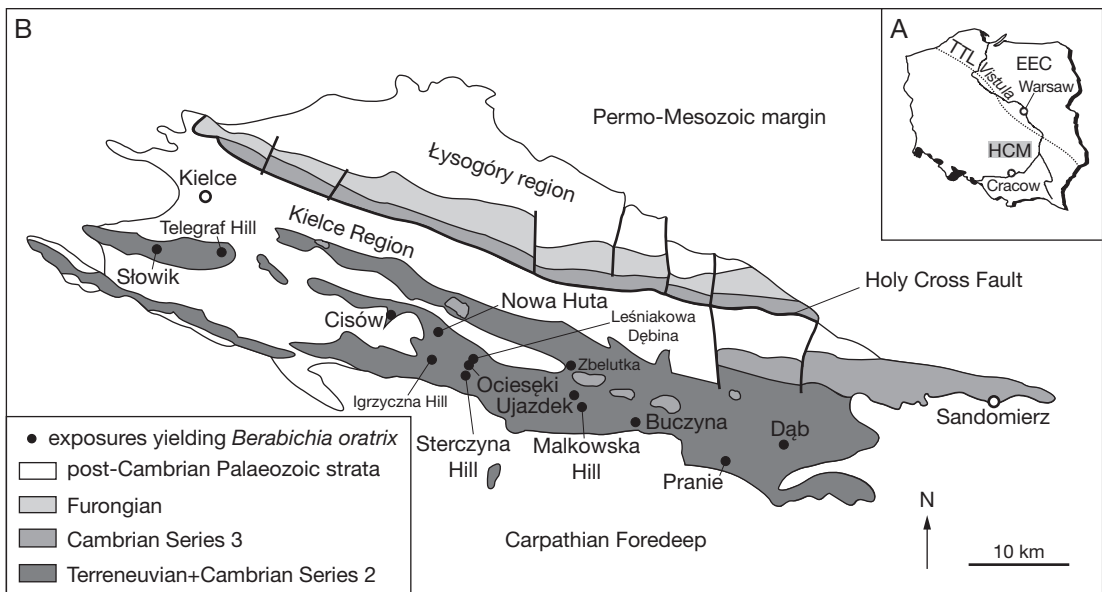 B
A
TTL
Vistula
EEC
Warsaw
HCM
Cracow
Permo-Mesozoic margin
Łysogóry region
Kielce
Kielce Region
Telegraf Hill
Słowik
Holy Cross Fault
Nowa Huta
Cisów
Leśniakowa
Dębina
Zbelutka
Igrzyczna Hill
Ociesęki
Ujazdek
Sterczyna
Hill
Malkowska
Hill
Buczyna
Dąb
Pranie
Sandomierz
Carpathian Foredeep
N
10 km
exposures yielding Berabichia oratrix
post-Cambrian Palaeozoic strata
Furongian
Cambrian Series 3
Terreneuvian+Cambrian Series 2